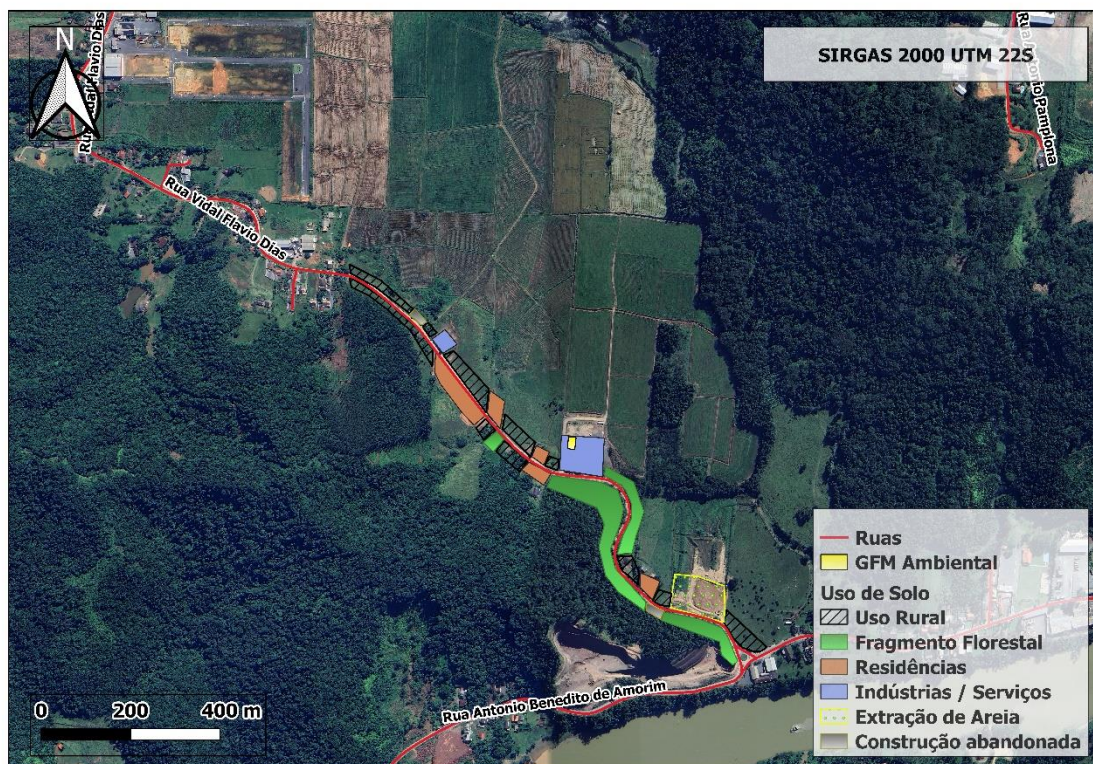 N
SIRGAS 2000 UTM 22S
Rua Vidal Flavio Dias
Rua Antonio Pamplona
Rua Vidal Flavio Dias
Ruas
GFM Ambiental
Uso de Solo
Uso Rural
Fragmento Florestal
Residências
Indústrias / Serviços
Extração de Areia
Construção abandonada
Rua Antonio Benedito de Amorim
0 200 400 m